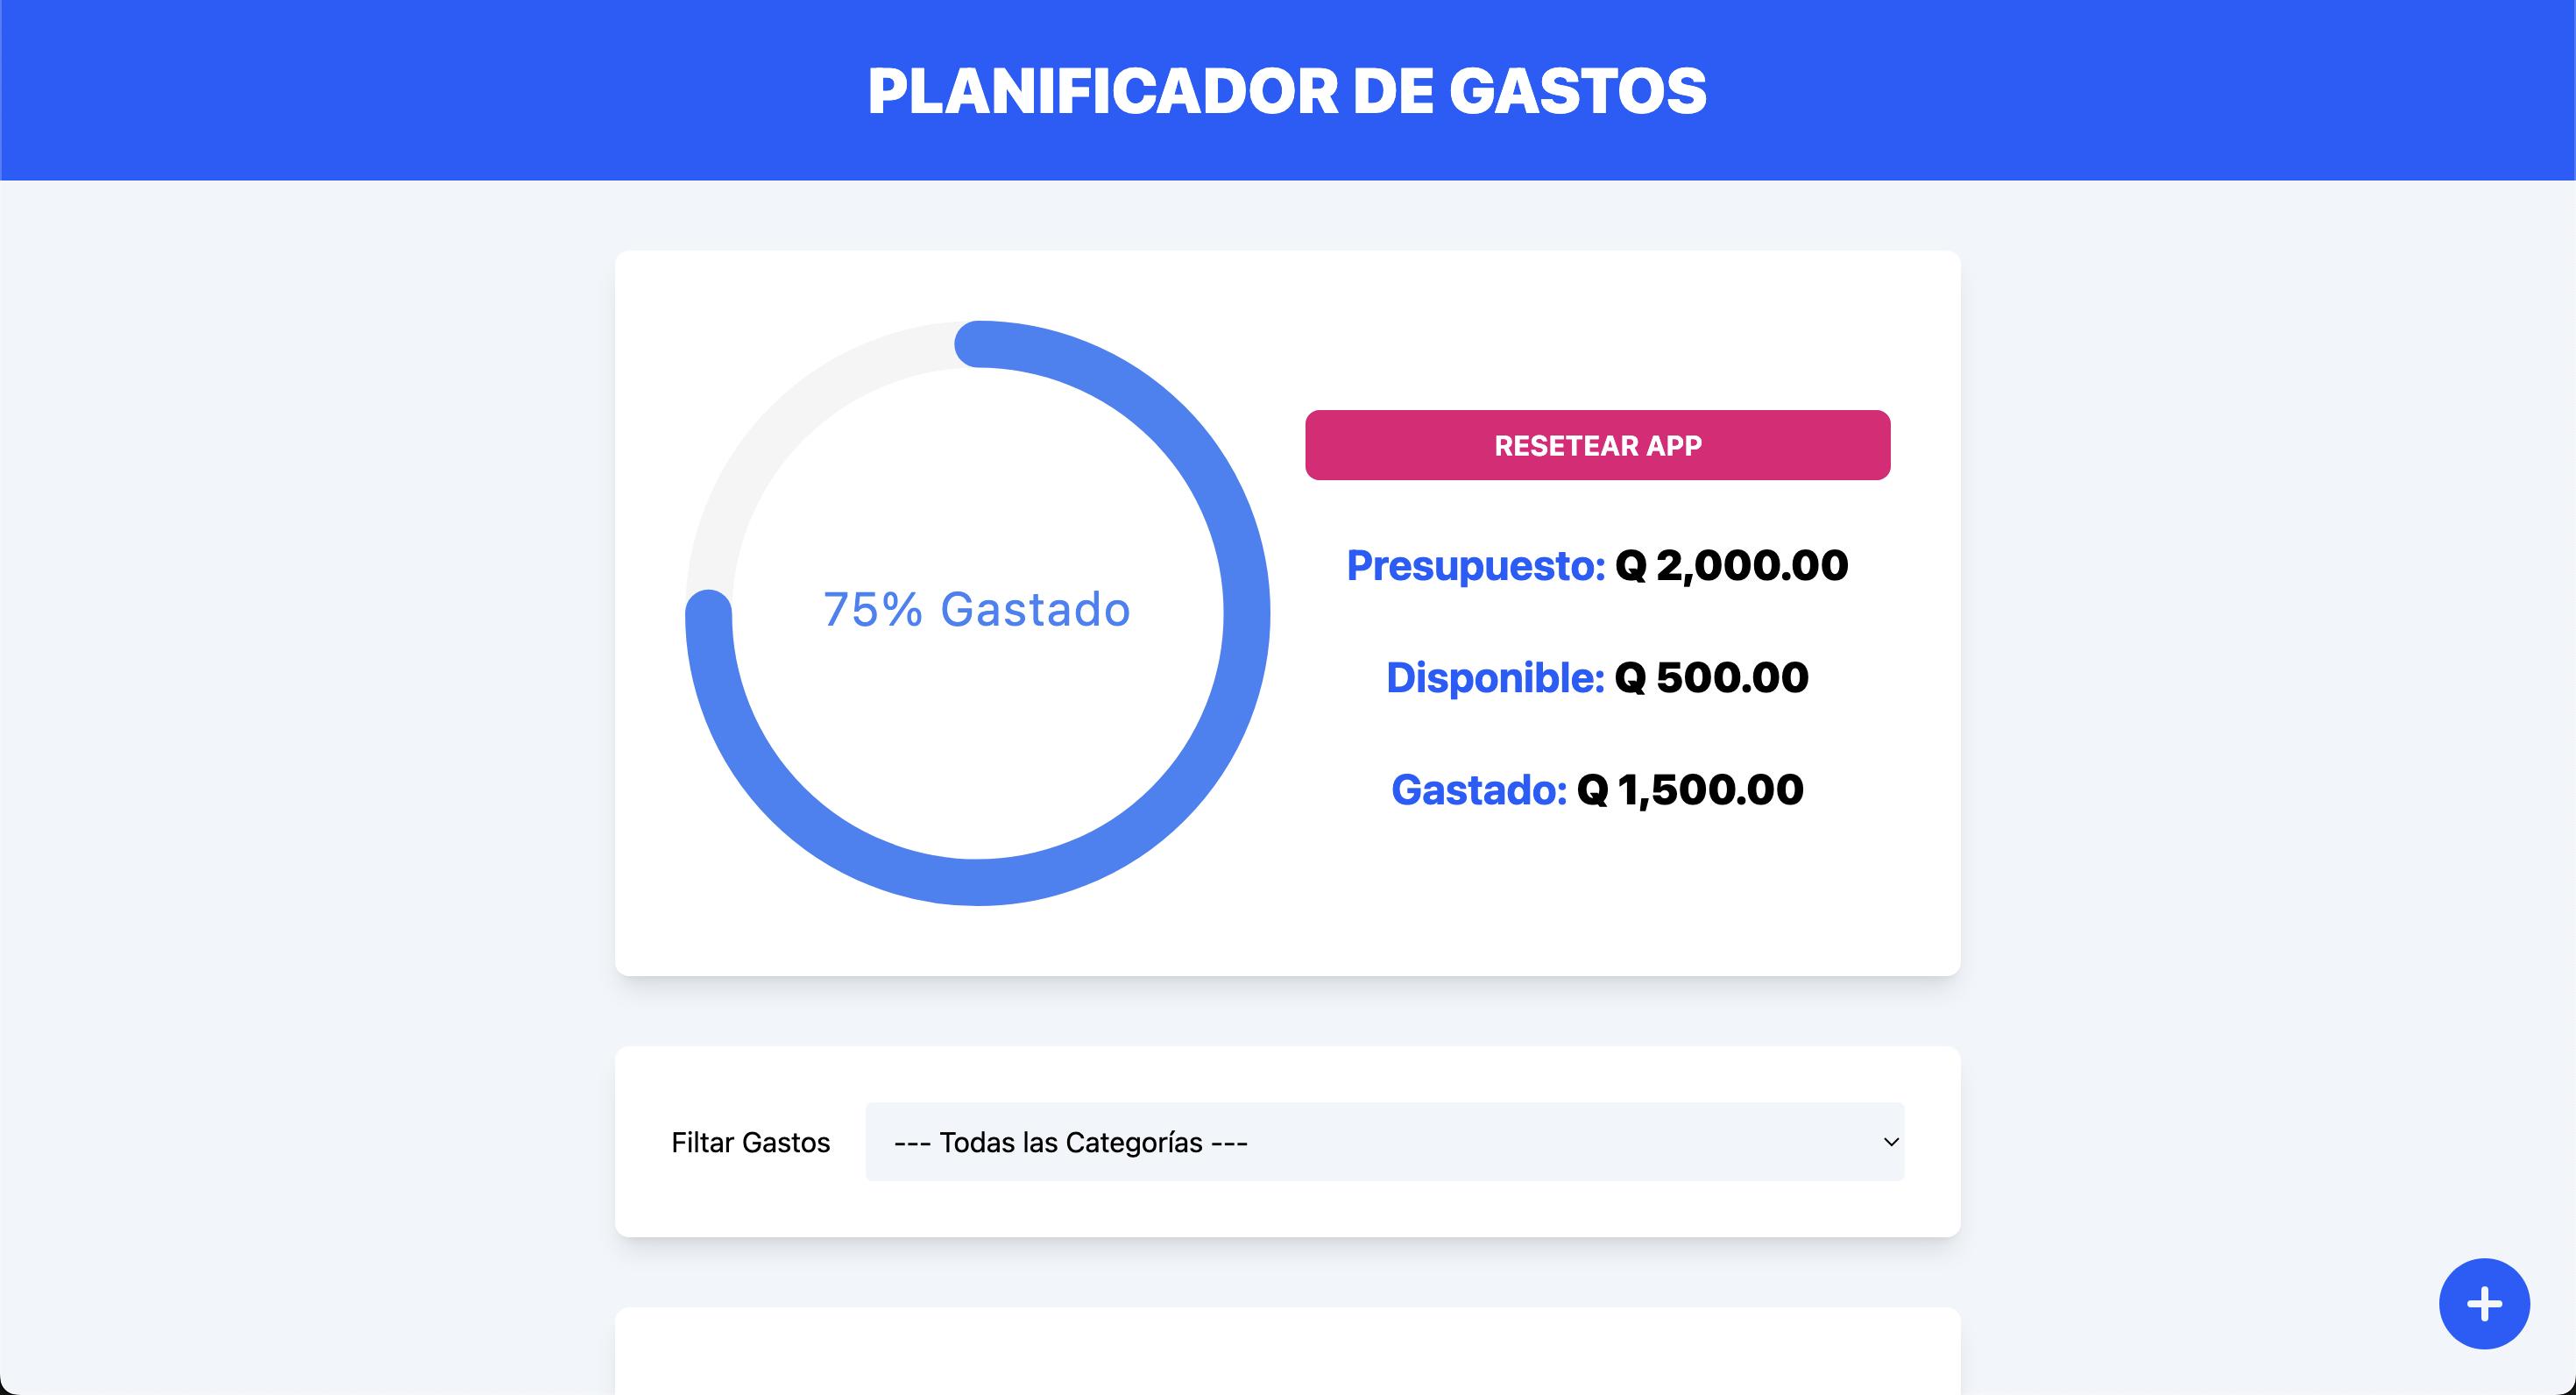 PLANIFICADOR DE GASTOS
75% Gastado
RESETEAR APP
Presupuesto: Q 2,000.00
Disponible: Q 500.00
Gastado: Q 1,500.00
Filtar Gastos
--- Todas las Categorías ---